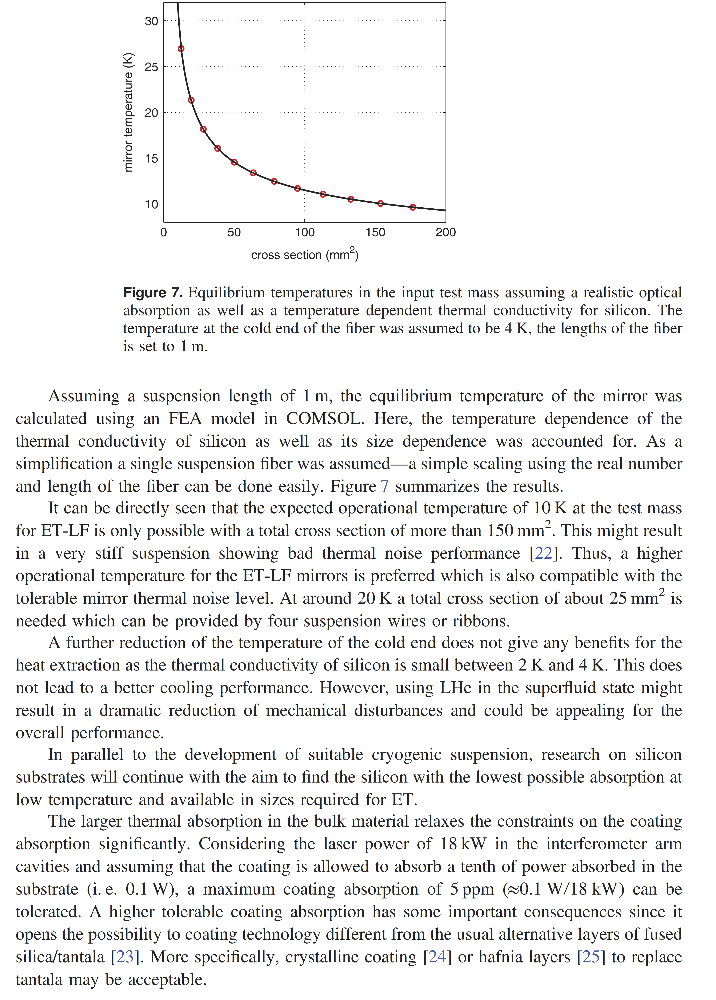 30
25
20
15
10
mirror temperature (K)
0 50 100 150 200
cross section (mm²)
Figure 7. Equilibrium temperatures in the input test mass assuming a realistic optical
absorption as well as a temperature dependent thermal conductivity for silicon. The
temperature at the cold end of the fiber was assumed to be 4 K, the lengths of the fiber
is set to 1 m.
Assuming a suspension length of 1 m, the equilibrium temperature of the mirror was
calculated using an FEA model in COMSOL. Here, the temperature dependence of the
thermal conductivity of silicon as well as its size dependence was accounted for. As a
simplification a single suspension fiber was assumed—a simple scaling using the real number
and length of the fiber can be done easily. Figure 7 summarizes the results.
It can be directly seen that the expected operational temperature of 10 K at the test mass
for ET-LF is only possible with a total cross section of more than 150 mm². This might result
in a very stiff suspension showing bad thermal noise performance [22]. Thus, a higher
operational temperature for the ET-LF mirrors is preferred which is also compatible with the
tolerable mirror thermal noise level. At around 20 K a total cross section of about 25 mm² is
needed which can be provided by four suspension wires or ribbons.
A further reduction of the temperature of the cold end does not give any benefits for the
heat extraction as the thermal conductivity of silicon is small between 2 K and 4 K. This does
not lead to a better cooling performance. However, using LHe in the superfluid state might
result in a dramatic reduction of mechanical disturbances and could be appealing for the
overall performance.
In parallel to the development of suitable cryogenic suspension, research on silicon
substrates will continue with the aim to find the silicon with the lowest possible absorption at
low temperature and available in sizes required for ET.
The larger thermal absorption in the bulk material relaxes the constraints on the coating
absorption significantly. Considering the laser power of 18 kW in the interferometer arm
cavities and assuming that the coating is allowed to absorb a tenth of power absorbed in the
substrate (i. e. 0.1 W), a maximum coating absorption of 5 ppm (≈0.1 W/18 kW) can be
tolerated. A higher tolerable coating absorption has some important consequences since it
opens the possibility to coating technology different from the usual alternative layers of fused
silica/tantala [23]. More specifically, crystalline coating [24] or hafnia layers [25] to replace
tantala may be acceptable.